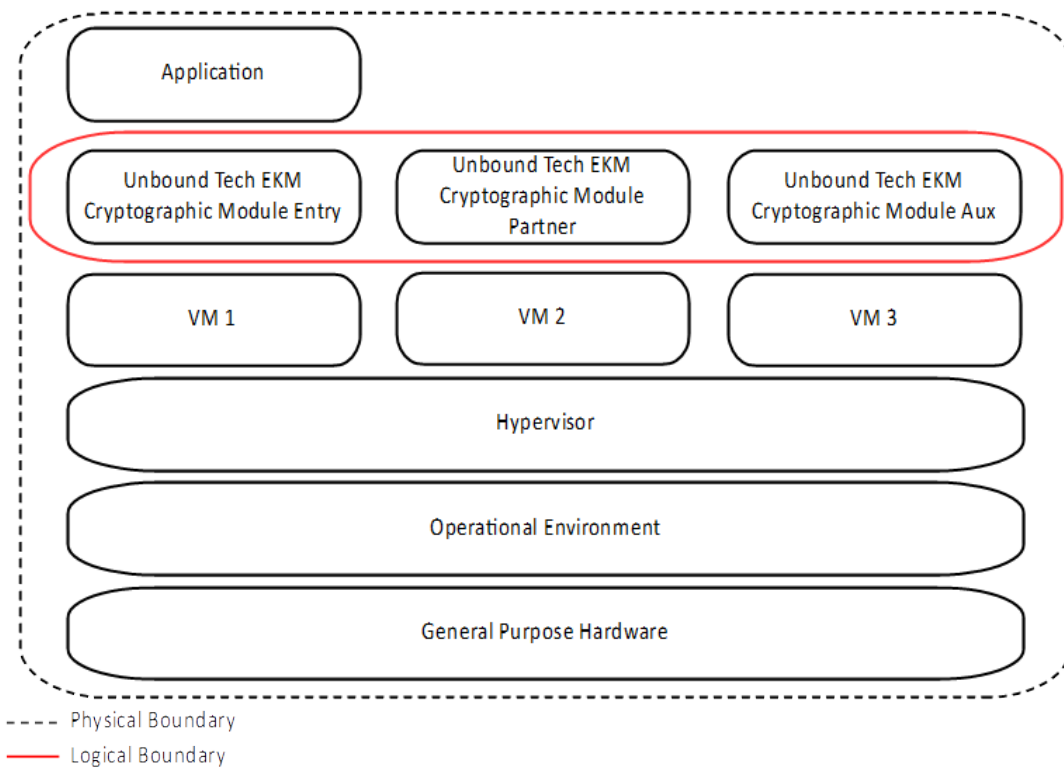 Application
Unbound Tech EKM
Cryptographic Module Entry
Unbound Tech EKM
Cryptographic Module
Partner
Unbound Tech EKM
Cryptographic Module Aux
VM 1
VM 2
VM 3
Hypervisor
Operational Environment
General Purpose Hardware
Physical Boundary
Logical Boundary